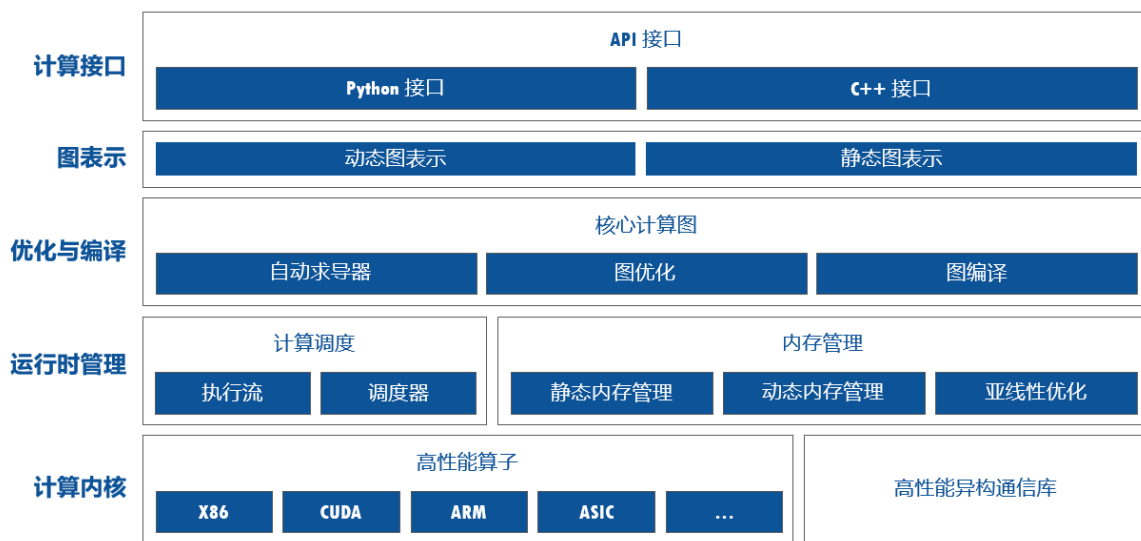 计算接口
API 接口
Python 接口
C++ 接口
图表示
动态图表示
静态图表示
优化与编译
核心计算图
自动求导器
图优化
图编译
运行时管理
计算调度
执行流
调度器
内存管理
静态内存管理
动态内存管理
亚线性优化
计算内核
高性能算子
X86
CUDA
ARM
ASIC
...
高性能异构通信库